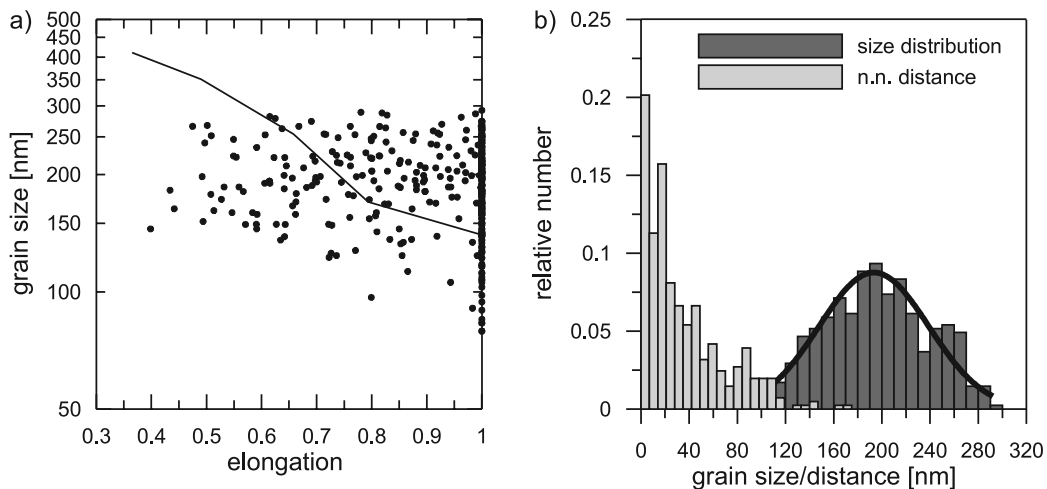 a)
500
450
400
350
300
250
200
150
100
50
grain size [nm]
0.3 0.4 0.5 0.6 0.7 0.8 0.9 1
elongation
b)
0.25
0.2
0.15
0.1
0.05
0
relative number
size distribution
n.n. distance
0 40 80 120 160 200 240 280 320
grain size/distance [nm]